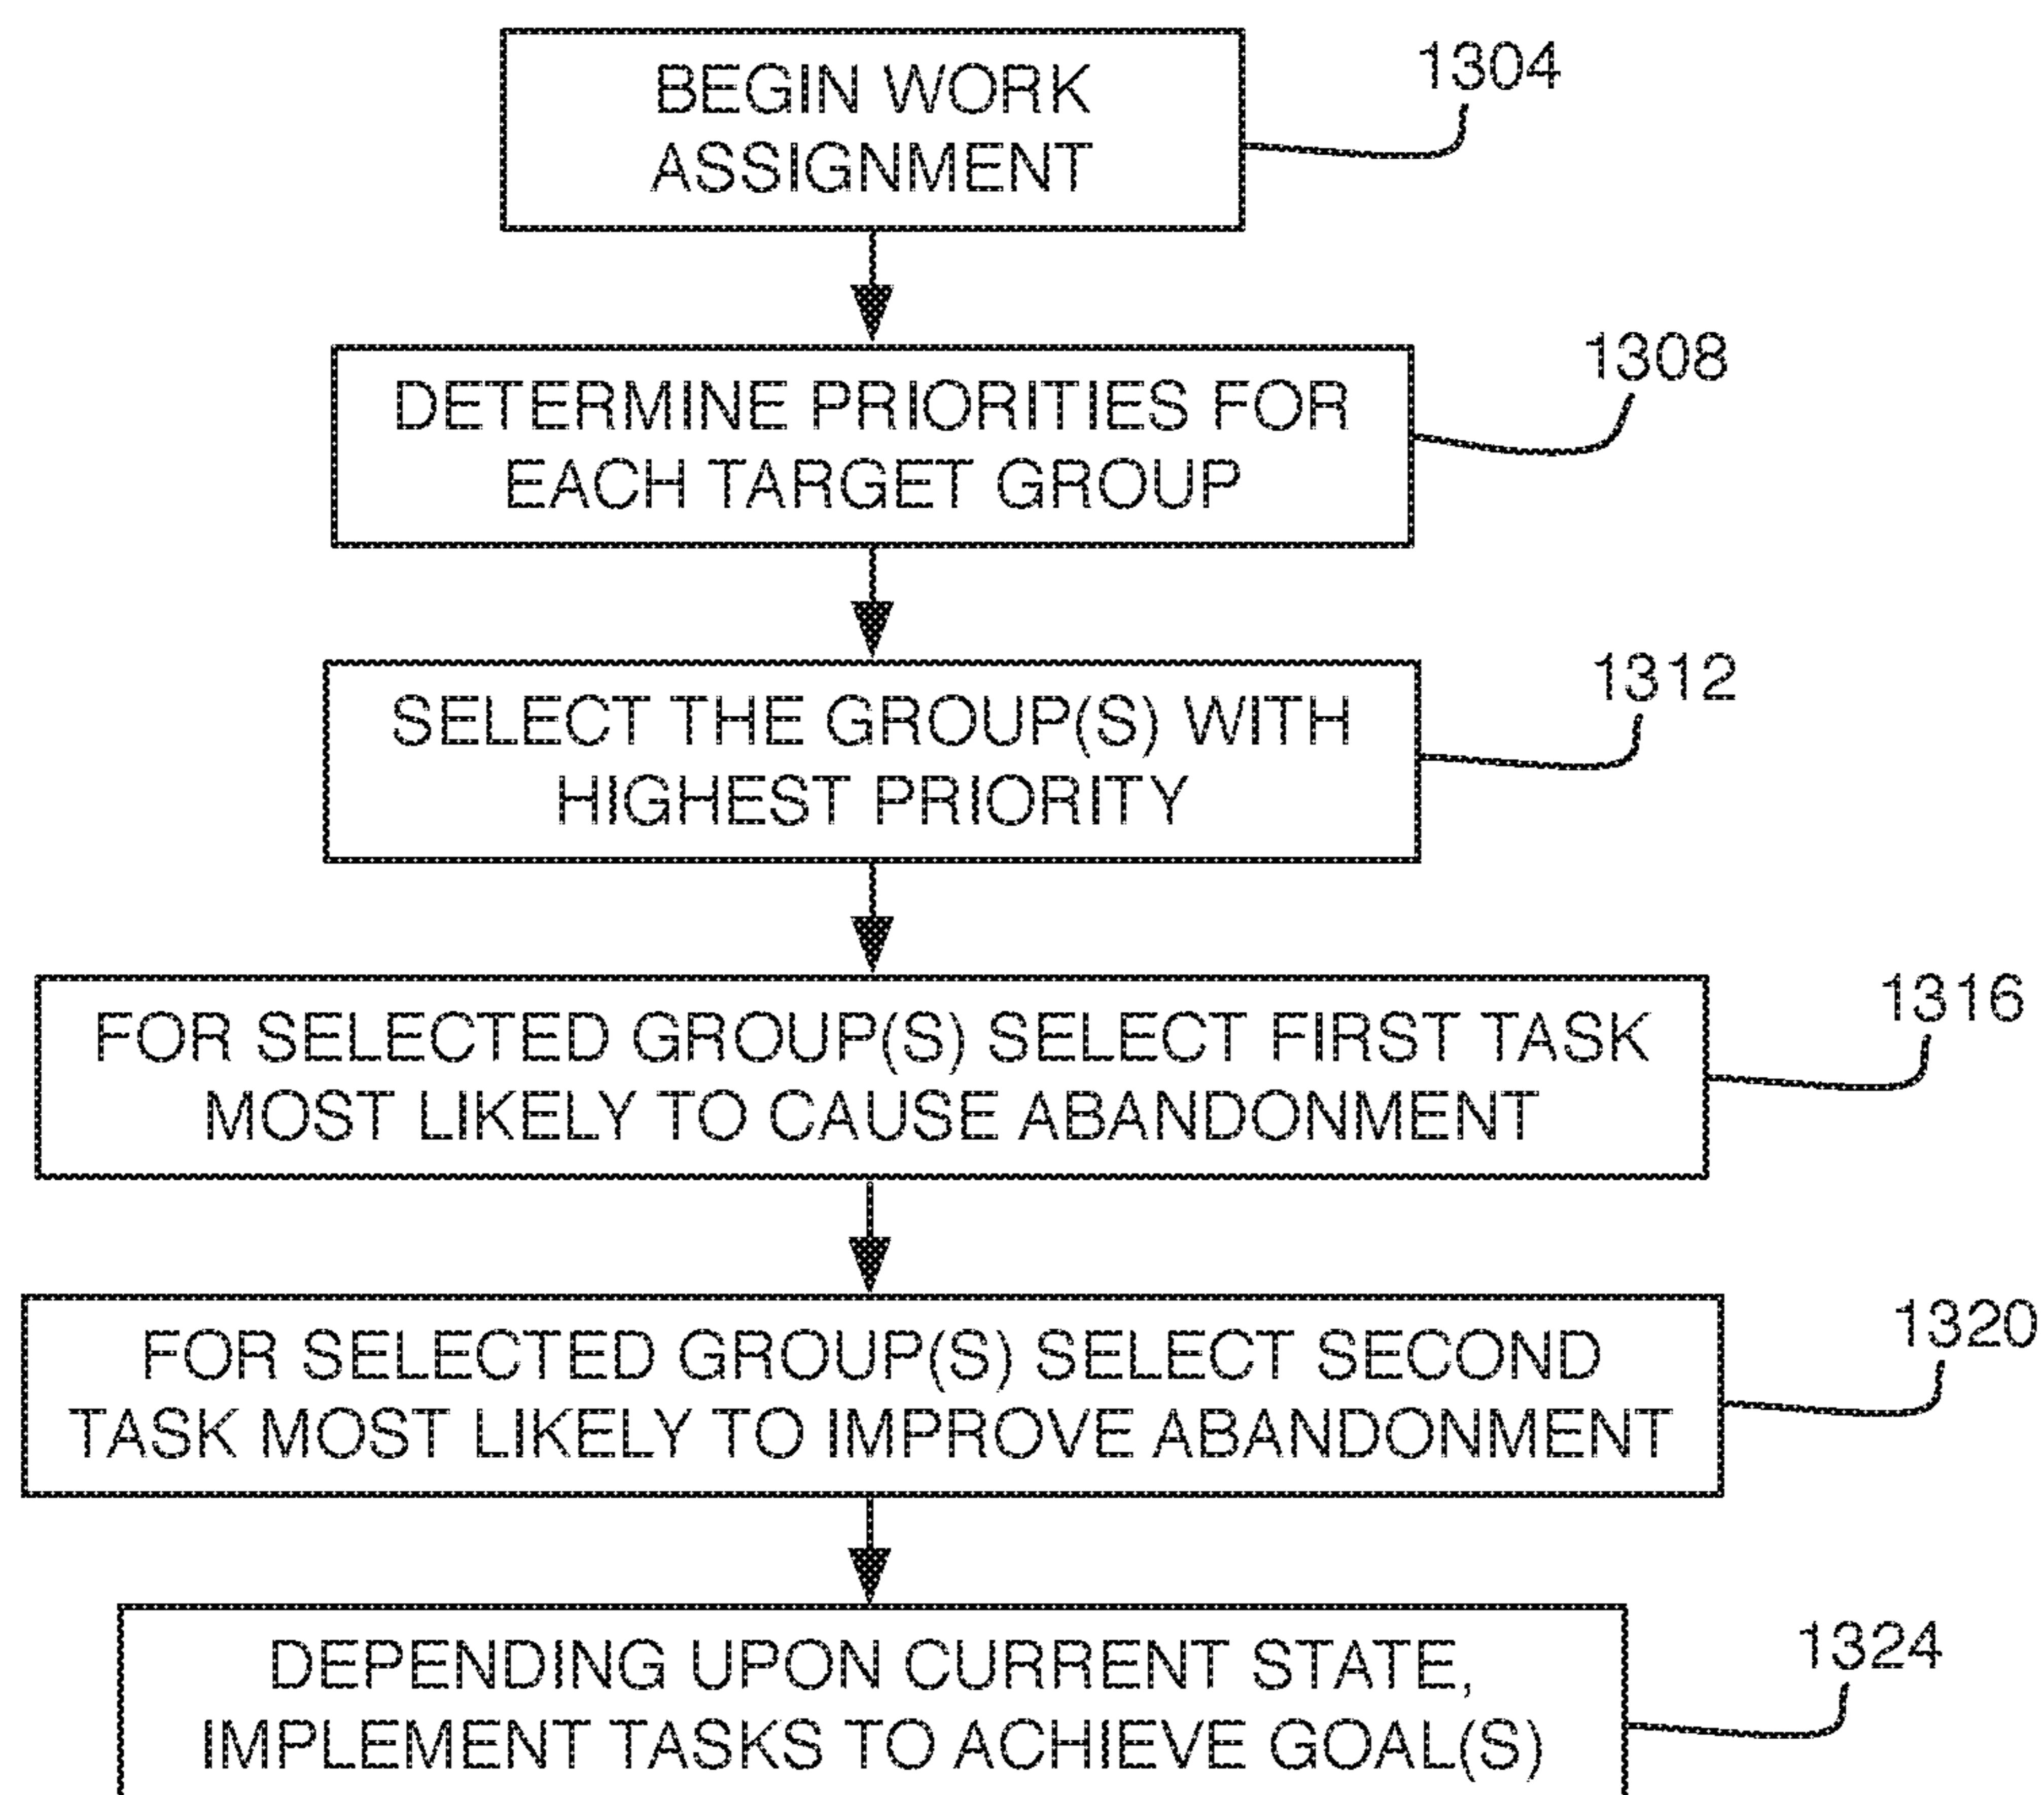 BEGIN WORK
ASSIGNMENT
1304
DETERMINE PRIORITIES FOR
EACH TARGET GROUP
1308
SELECT THE GROUP(S) WITH
HIGHEST PRIORITY
1312
FOR SELECTED GROUP(S) SELECT FIRST TASK
MOST LIKELY TO CAUSE ABANDONMENT
1316
FOR SELECTED GROUP(S) SELECT SECOND
TASK MOST LIKELY TO IMPROVE ABANDONMENT
1320
DEPENDING UPON CURRENT STATE,
IMPLEMENT TASKS TO ACHIEVE GOAL(S)
1324